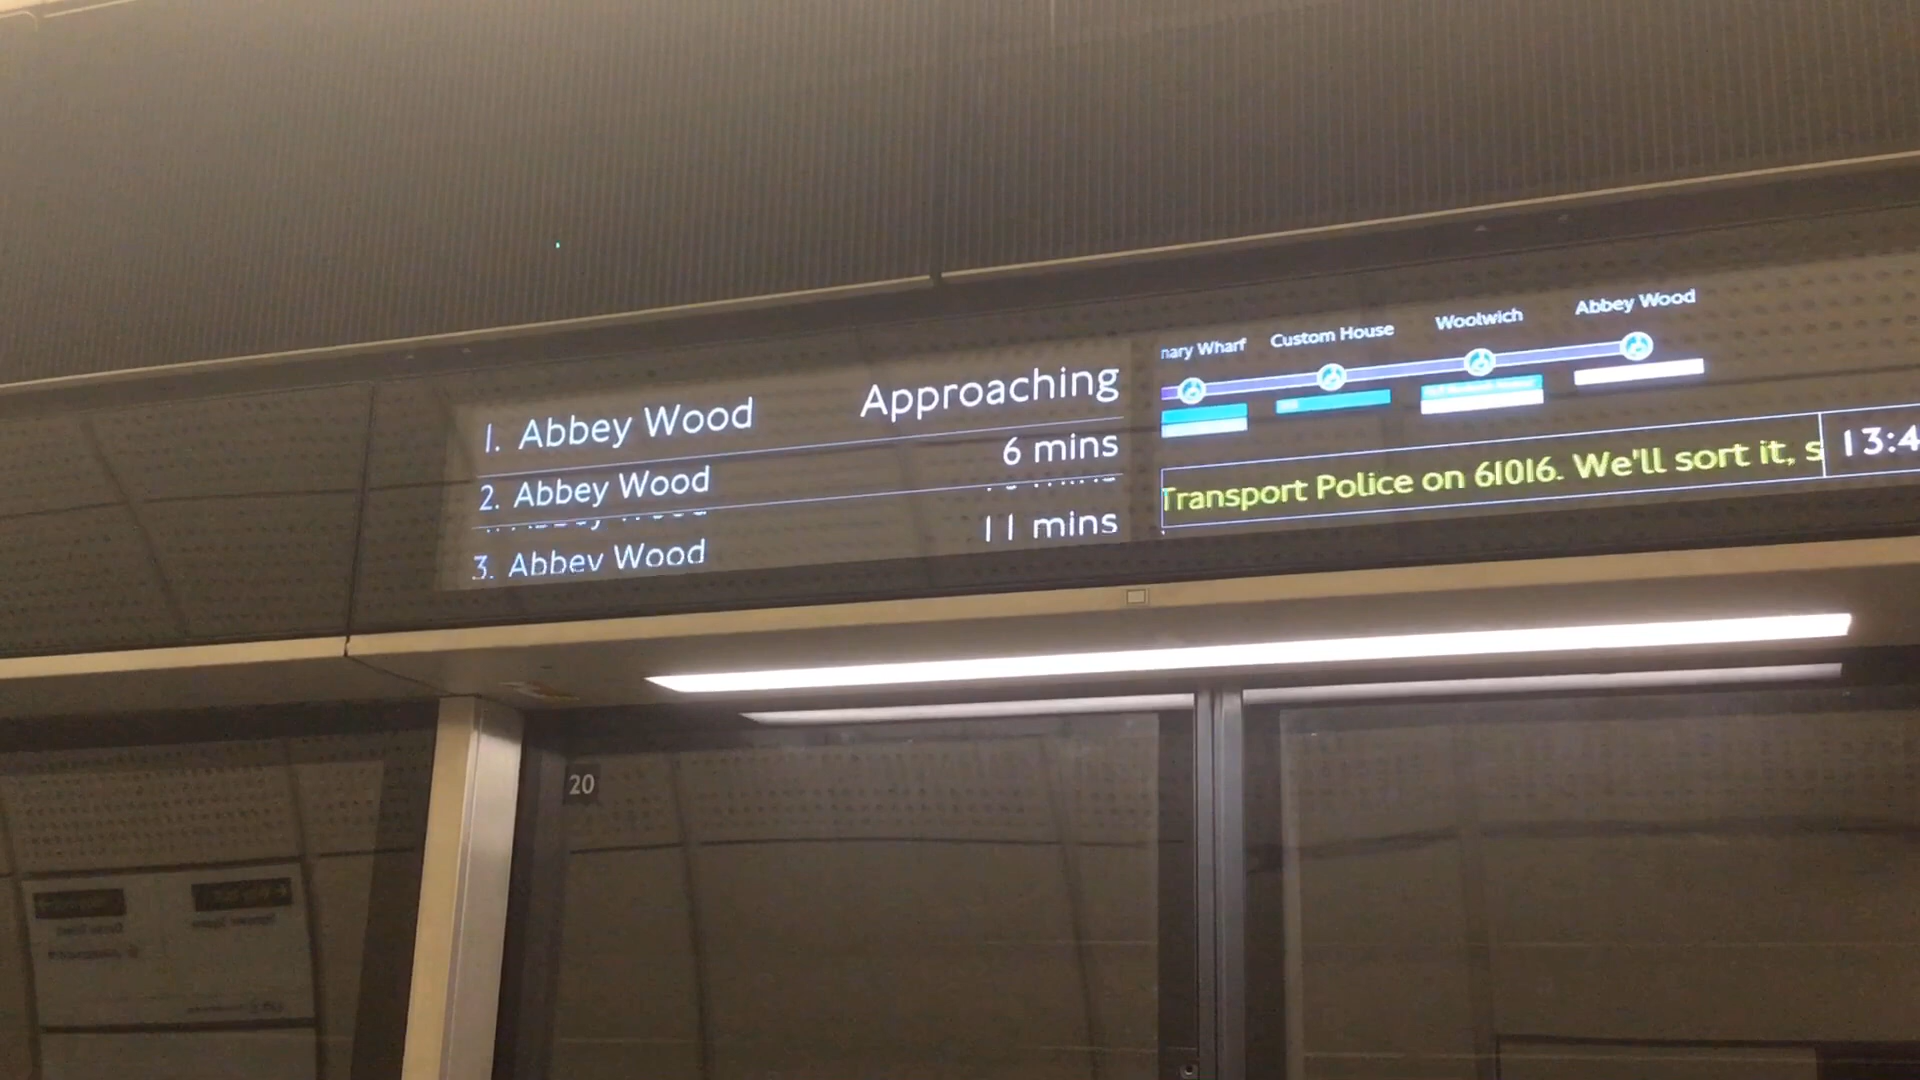 1. Abbey Wood Approaching
2. Abbey Wood 6 mins
3. Abbey Wood 11 mins
nary Wharf Custom House Woolwich Abbey Wood
Transport Police on 61016. We'll sort it, s
13:4
20